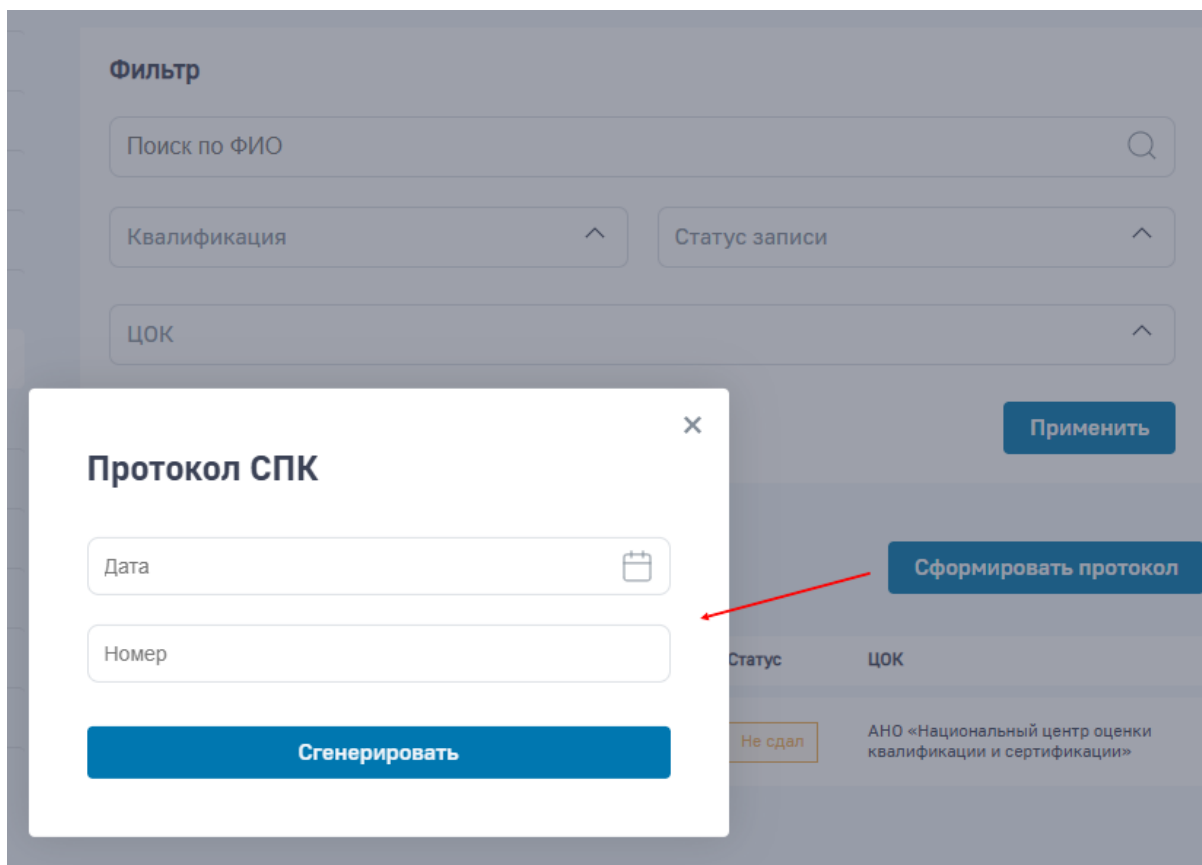 Фильтр
Поиск по ФИО
Квалификация
Статус записи
ЦОК
Применить
Протокол СПК
Дата
Номер
Сгенерировать
Сформировать протокол
Статус
ЦОК
Не сдал
АНО «Национальный центр оценки
квалификации и сертификации»